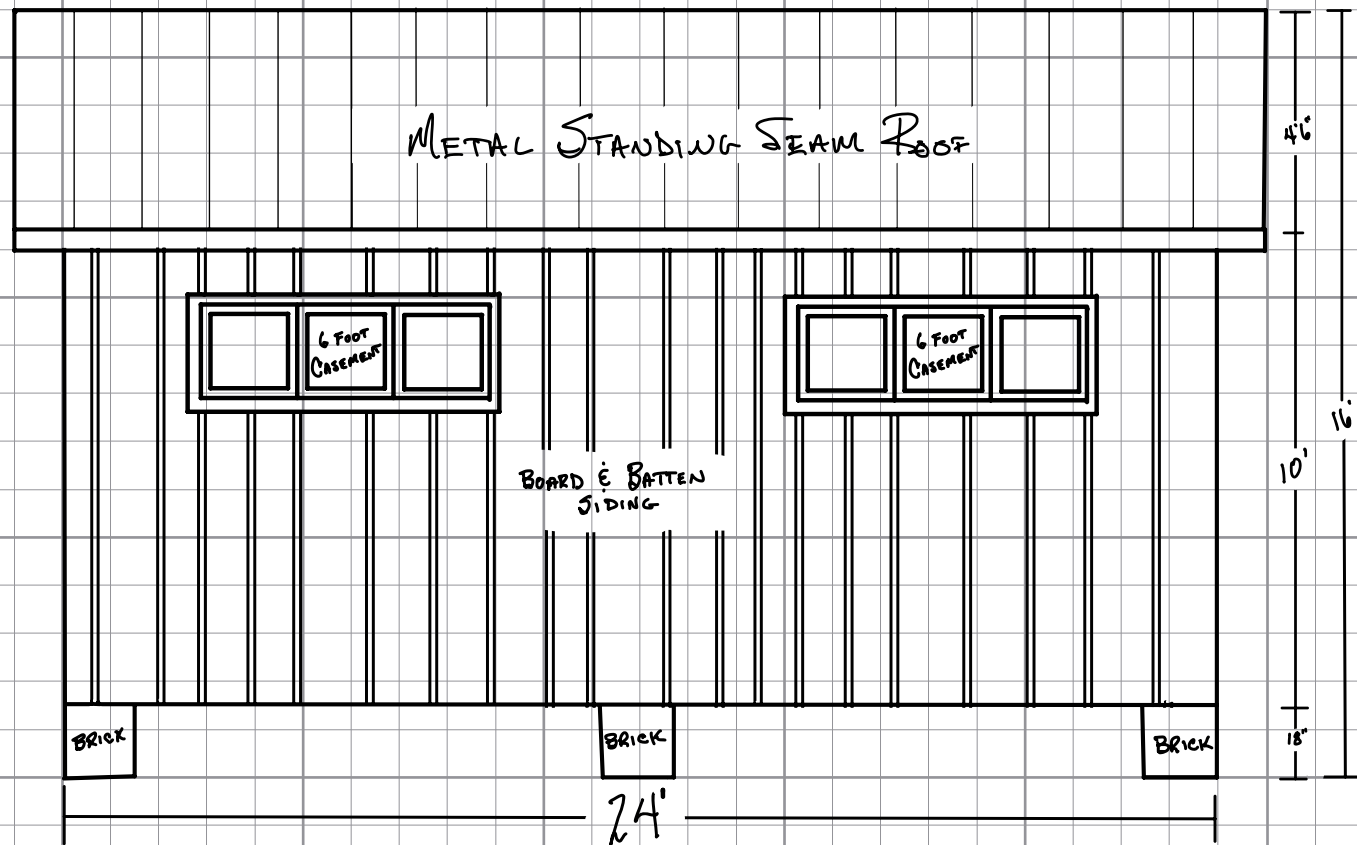 METAL STANDING SEAM ROOF
4'6"
6 FOOT
CASEMENT
6 FOOT
CASEMENT
16'
10'
BOARD & BATTEN
SIDING
BRICK
BRICK
BRICK
18"
24'